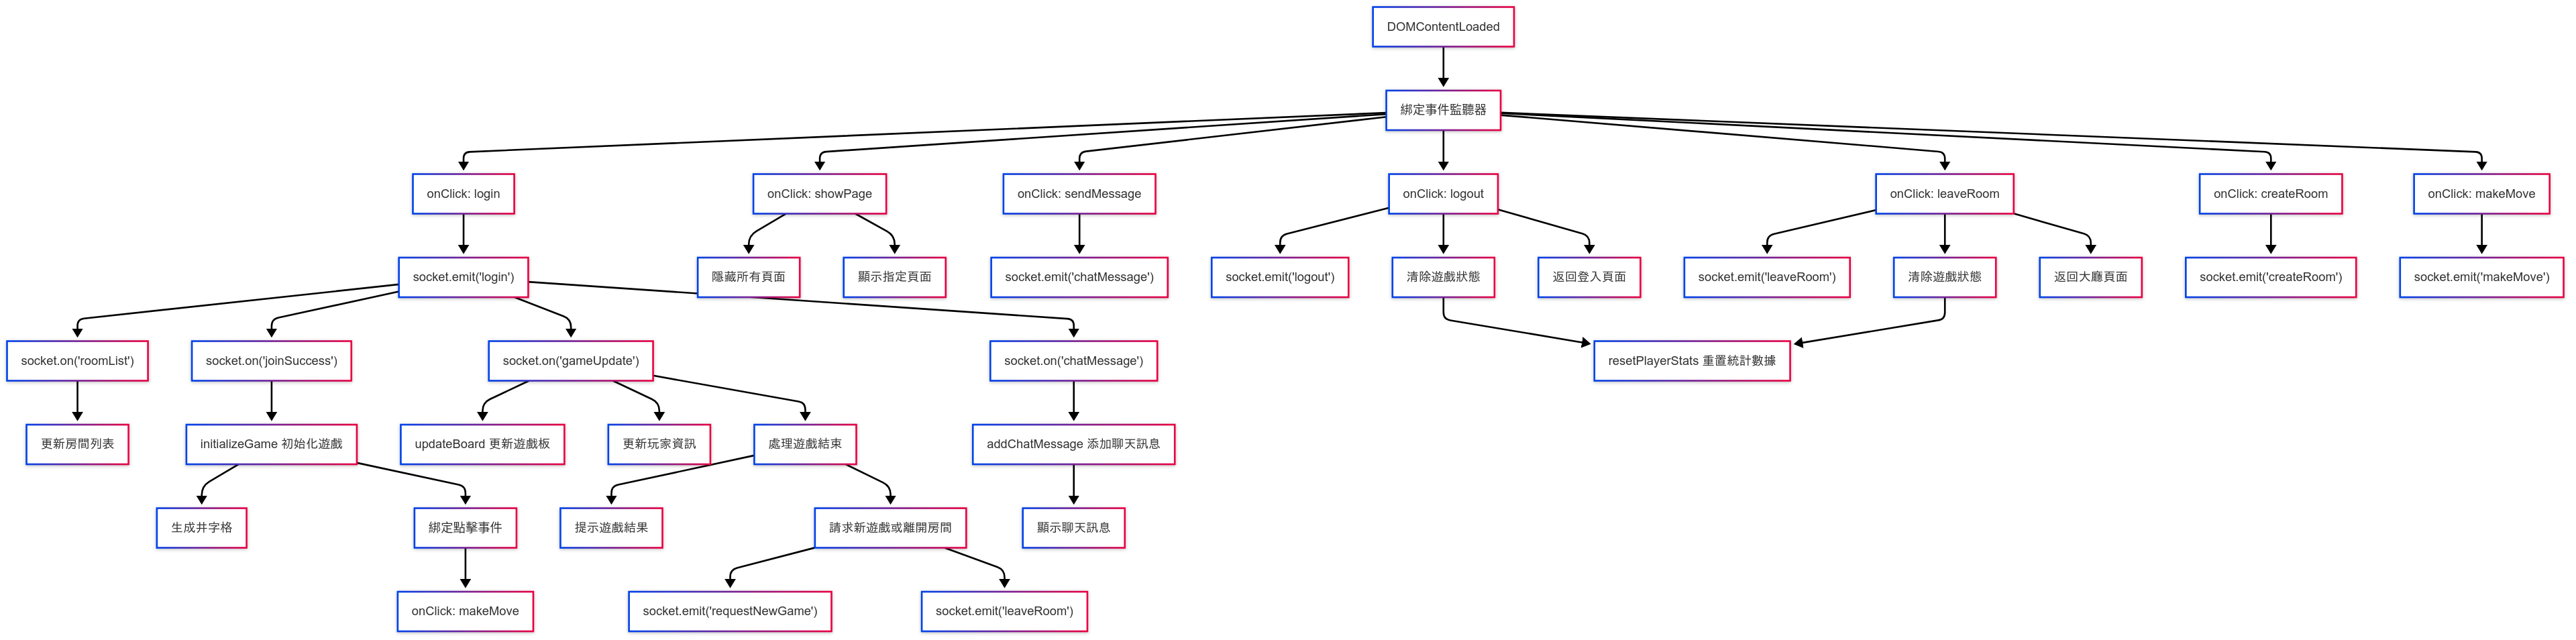 DOMContentLoaded
綁定事件監聽器
onClick: login
onClick: showPage
onClick: sendMessage
onClick: logout
onClick: leaveRoom
onClick: createRoom
onClick: makeMove
socket.emit('login')
隱藏所有頁面
顯示指定頁面
socket.emit('chatMessage')
socket.emit('logout')
清除遊戲狀態
返回登入頁面
socket.emit('leaveRoom')
清除遊戲狀態
返回大廳頁面
socket.emit('createRoom')
socket.emit('makeMove')
socket.on('roomList')
socket.on('joinSuccess')
socket.on('gameUpdate')
socket.on('chatMessage')
resetPlayerStats 重置統計數據
更新房間列表
initializeGame 初始化遊戲
updateBoard 更新遊戲板
更新玩家資訊
處理遊戲結束
addChatMessage 添加聊天訊息
生成井字格
綁定點擊事件
提示遊戲結果
請求新遊戲或離開房間
顯示聊天訊息
onClick: makeMove
socket.emit('requestNewGame')
socket.emit('leaveRoom')